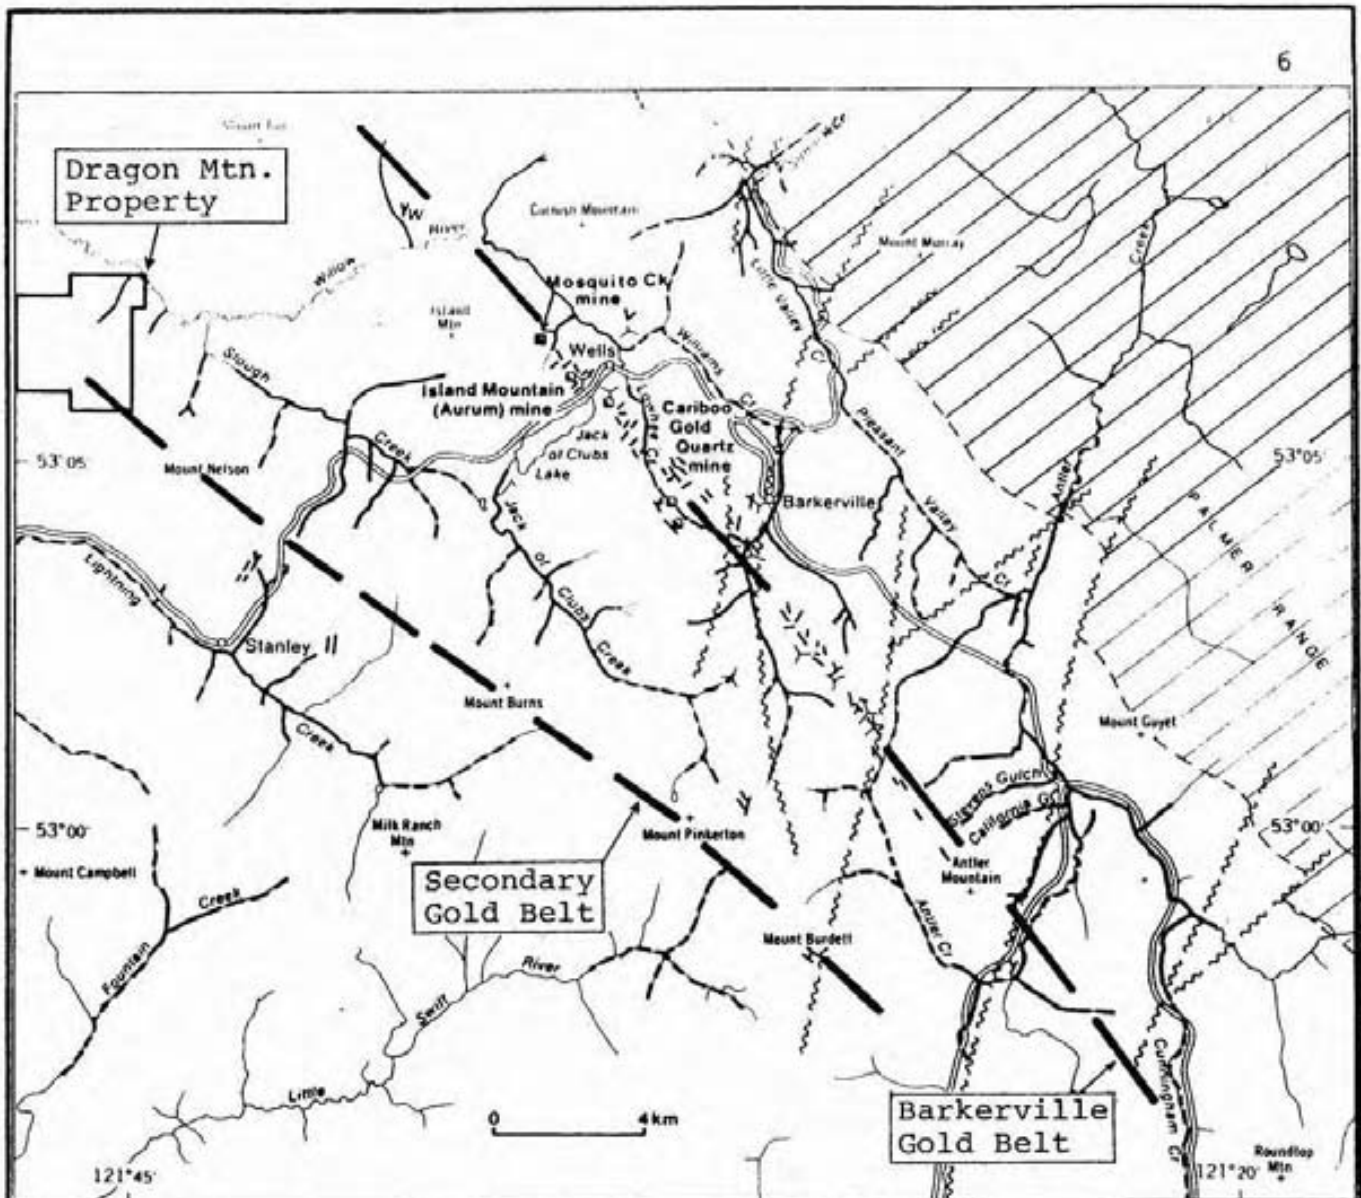 6
Dragon Mtn.
Property
River
Willow
Island
Mtn
Mosquito Ck
mine
Mount Murray
Little Valley
Cr
Creek
Wells
Williams
Cr
Slough
Creek
Island Mountain
(Aurum) mine
Lowhee Cr
Cariboo
Gold
Quartz
mine
Jack
of Clubs
Lake
Pleasant
Valley
Cr
Antler
53°05'
53°05'
Mount Nelson
Barkerville
PALMER
RANGE
Lightning
Jack
of
Clubs
Creek
Stanley
Mount Burns
Creek
Mount Guyet
Stevens Gulch
California G
53°00'
53°00'
Milk Ranch
Mtn
Mount Pinkerton
Antler
Mountain
Mount Campbell
Secondary
Gold Belt
Creek
Fountain
Antler Cr
Mount Burdett
River
Swift
Little
Cunningham Cr
0 4 km
Barkerville
Gold Belt
Roundtop
Mtn
121°45'
121°20'